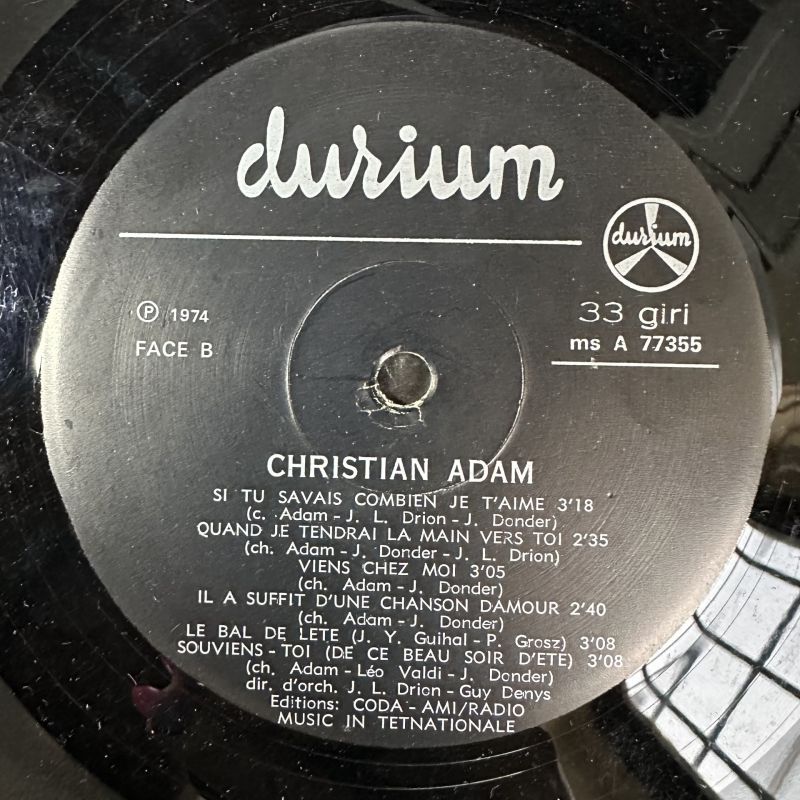 durium
durium
℗ 1974
33 giri
FACE B
ms A 77355
CHRISTIAN ADAM
SI TU SAVAIS COMBIEN JE T'AIME 3'18
(c. Adam - J. L. Drion - J. Donder)
QUAND JE TENDRAI LA MAIN VERS TOI 2'35
(ch. Adam - J. Donder - J. L. Drion)
VIENS CHEZ MOI 3'05
(ch. Adam - J. Donder)
IL A SUFFIT D'UNE CHANSON DAMOUR 2'40
(ch. Adam - J. Donder)
LE BAL DE LETE (J. Y. Guihal - P. Grosz) 3'08
SOUVIENS - TOI (DE CE BEAU SOIR D'ETE) 3'08
(ch. Adam - Léo Valdi - J. Donder)
dir. d'orch. J. L. Drion - Guy Denys
Editions: CODA - AMI/RADIO
MUSIC IN TETNATIONALE